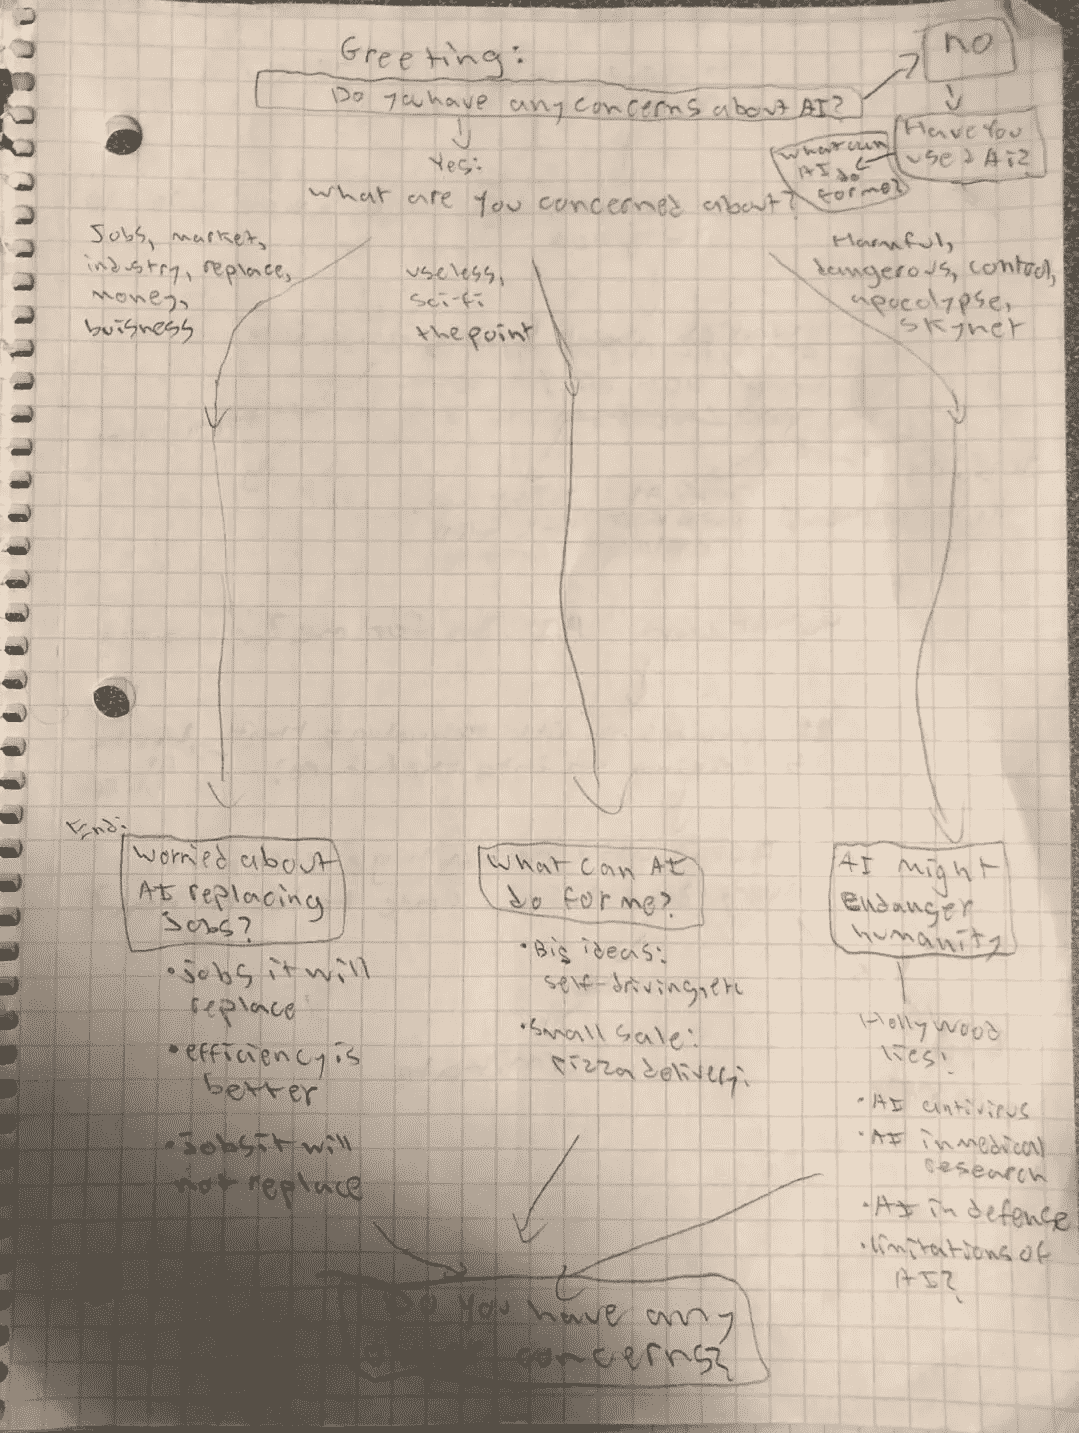 Greeting:
no
Do you have any concerns about AI?
Have You
used Ai?
What can
AI do
for me?
Yes:
What are you concerned about?
Jobs, market,
industry, replace,
money,
buisness
useless,
sci-fi
the point
Harmful,
dangerous, control,
apocolypse,
skynet
End:
Worried about
AI replacing
Jobs?
•jobs it will
replace
•efficiency is
better
•jobs it will
not replace
What can AI
do for me?
•Big ideas:
self-driving, etc
•Small sale:
Pizza delivery:
AI might
Endanger
humanity
Hollywood
lies!
•AI antivirus
•AI in medical
research
•AI in defense
•limitations of
AI?
Do You have any
concerns?